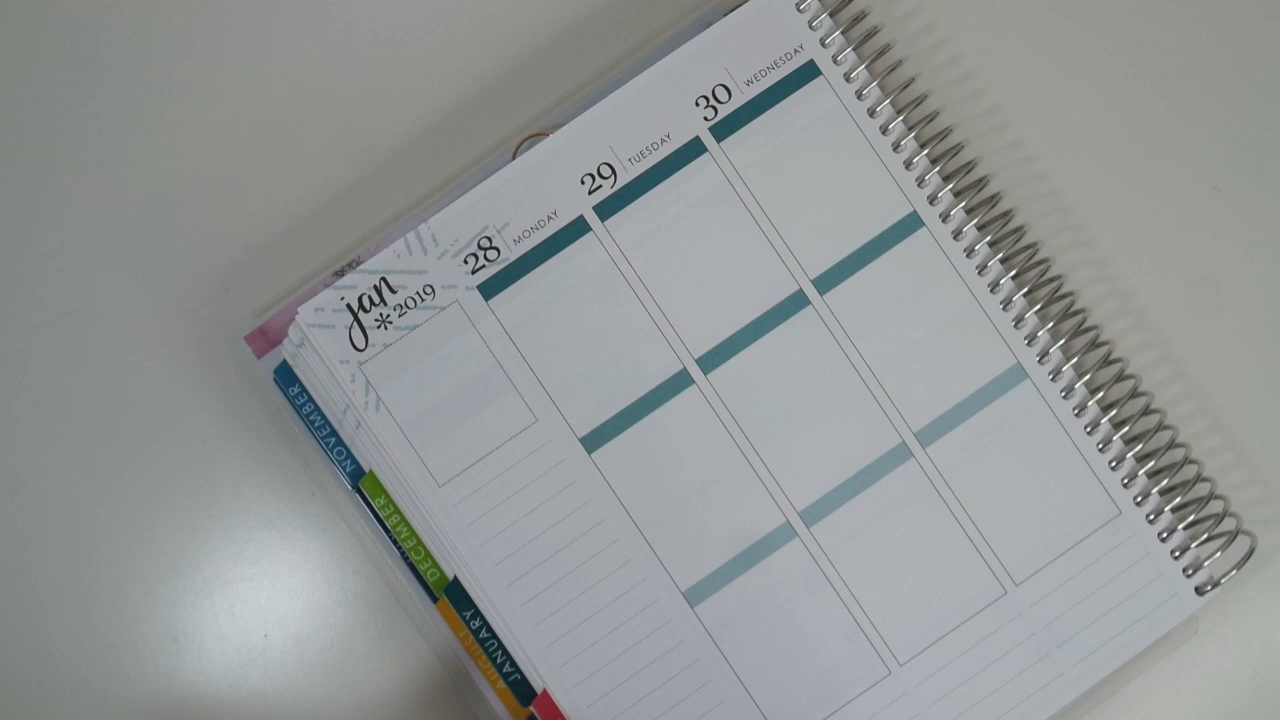 jan
*2019
28 MONDAY
29 TUESDAY
30 WEDNESDAY
NOVEMBER
DECEMBER
JANUARY
AUGUST